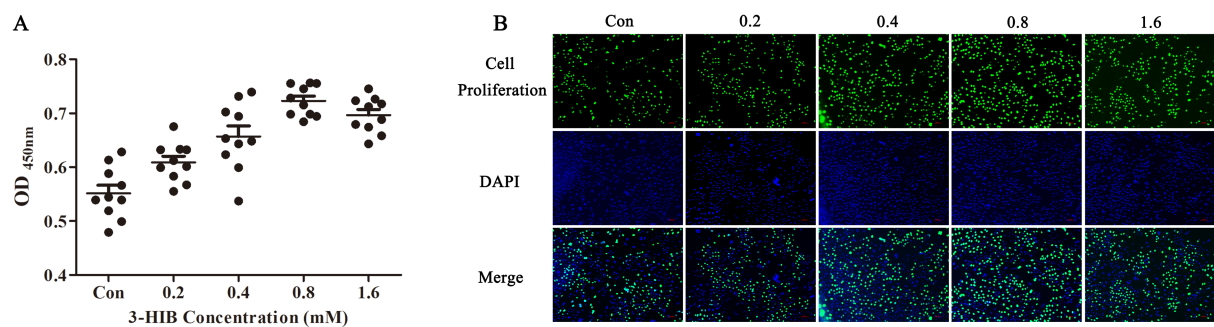 A
0.8
0.7
0.6
0.5
0.4
OD 450nm
Con 0.2 0.4 0.8 1.6
3-HIB Concentration (mM)
B
Con 0.2 0.4 0.8 1.6
Cell
Proliferation
DAPI
Merge